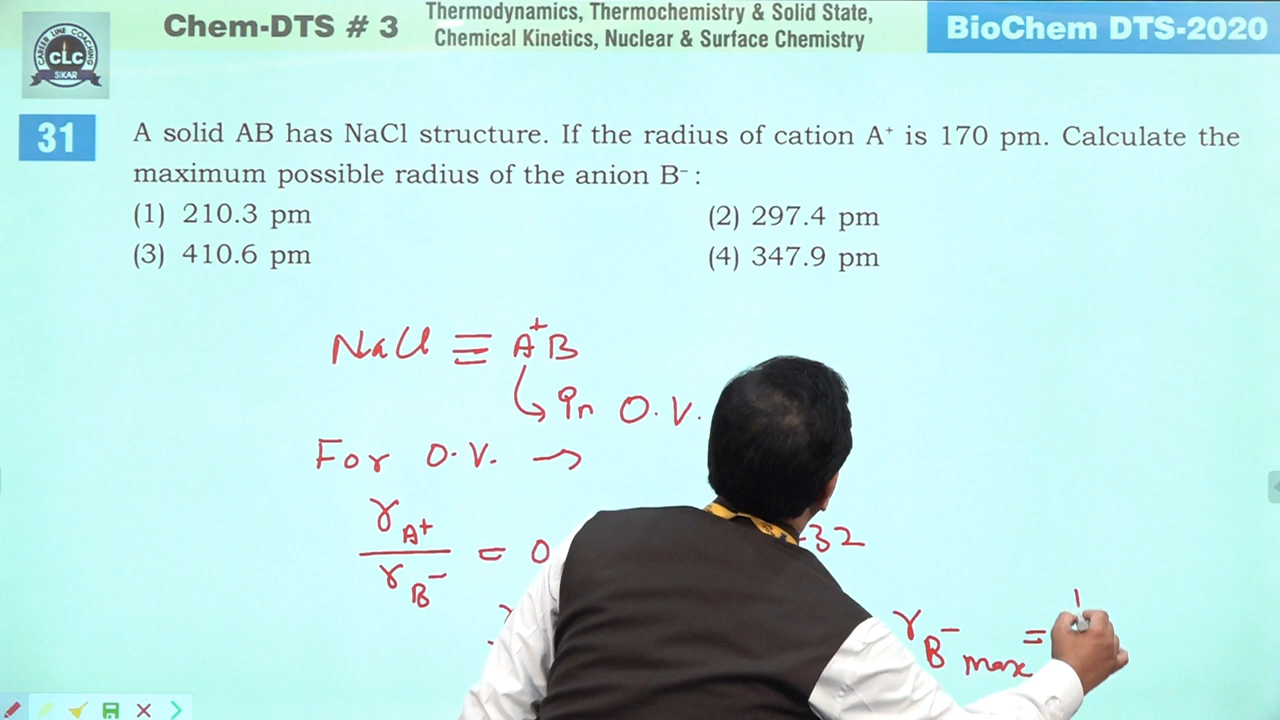 Chem-DTS # 3
Thermodynamics, Thermochemistry & Solid State,
Chemical Kinetics, Nuclear & Surface Chemistry
BioChem DTS-2020
CAREER LINE COACHING
CLC
SIKAR
31
A solid AB has NaCl structure. If the radius of cation A⁺ is 170 pm. Calculate the
maximum possible radius of the anion B⁻ :
(1) 210.3 pm
(2) 297.4 pm
(3) 410.6 pm
(4) 347.9 pm
NaCl ≡ A⁺B
↳ in O.V.
For O.V. →
r_A⁺ / r_B⁻ = 0
32
r_B⁻ max =